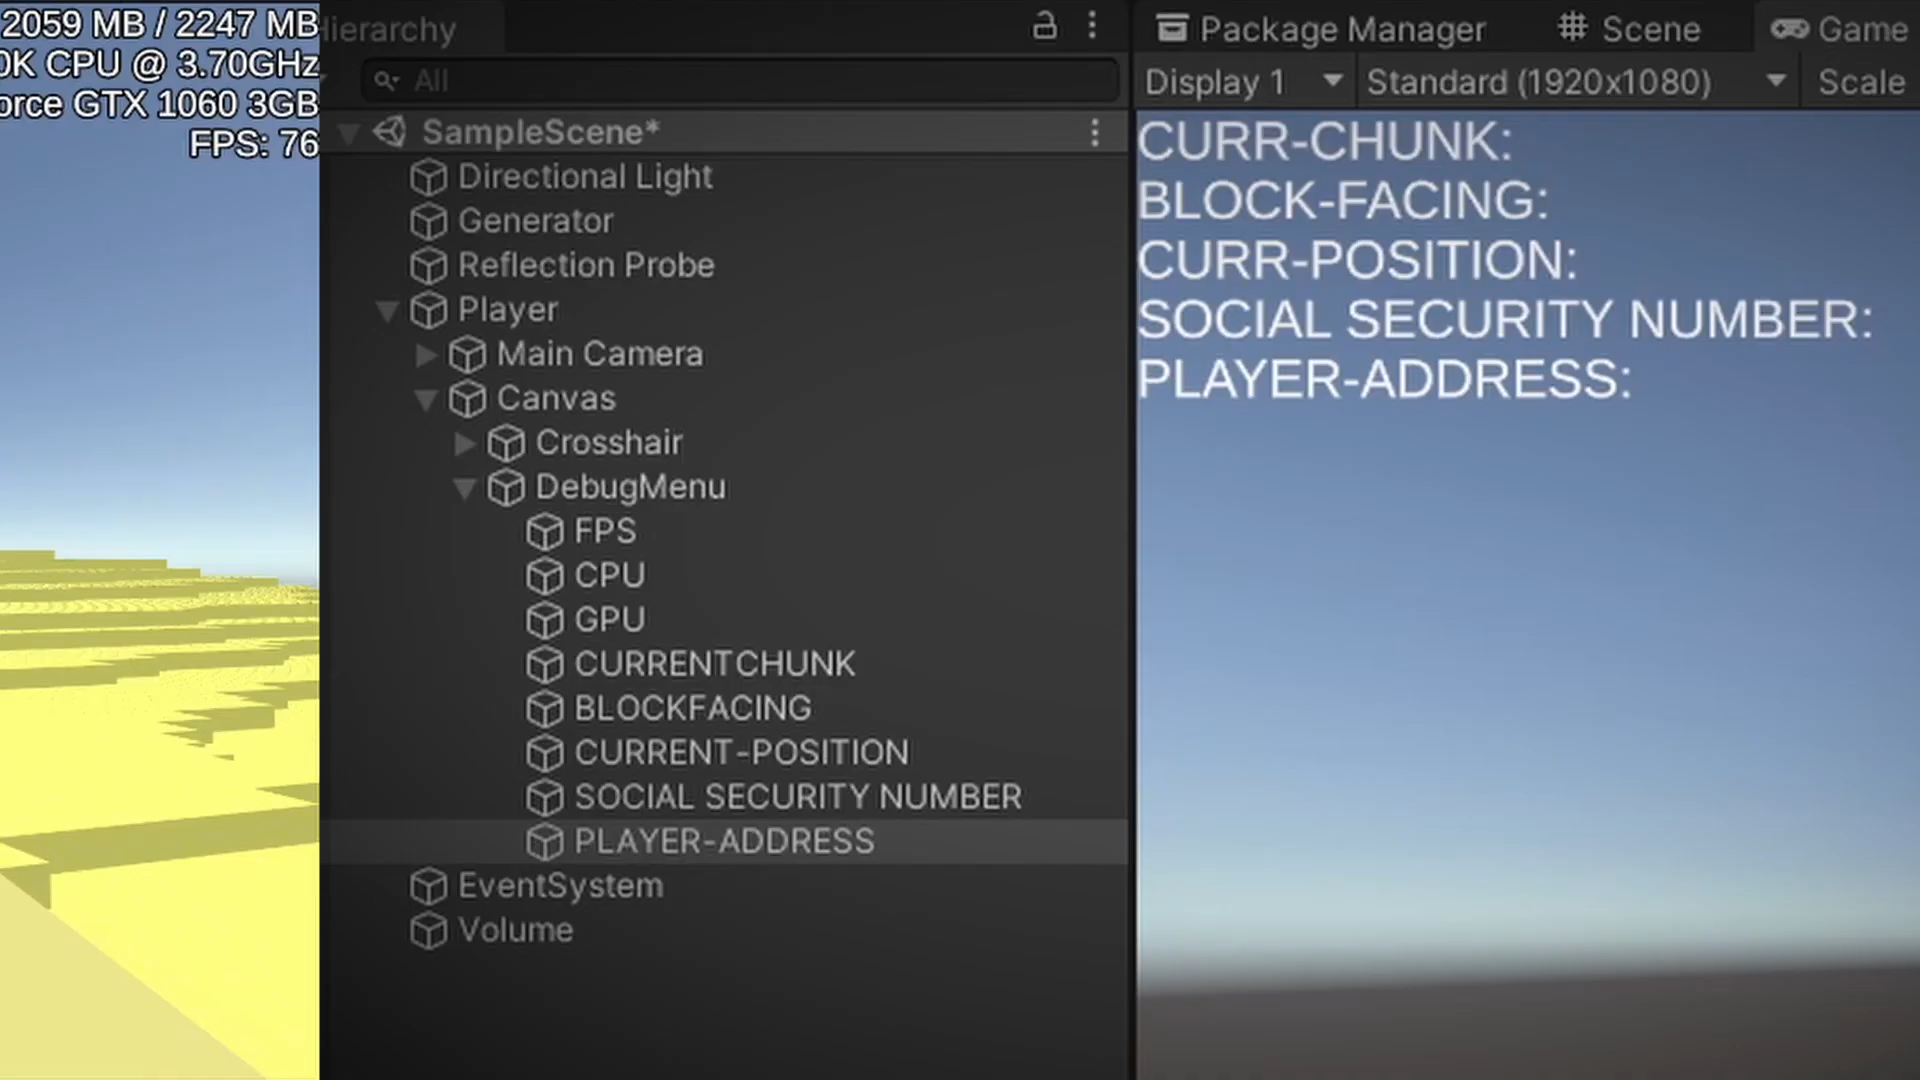 2059 MB / 2247 MB
0K CPU @ 3.70GHz
orce GTX 1060 3GB
FPS: 76
Hierarchy
All
SampleScene*
Directional Light
Generator
Reflection Probe
Player
Main Camera
Canvas
Crosshair
DebugMenu
FPS
CPU
GPU
CURRENTCHUNK
BLOCKFACING
CURRENT-POSITION
SOCIAL SECURITY NUMBER
PLAYER-ADDRESS
EventSystem
Volume
Package Manager
Scene
Game
Display 1
Standard (1920x1080)
Scale
CURR-CHUNK:
BLOCK-FACING:
CURR-POSITION:
SOCIAL SECURITY NUMBER:
PLAYER-ADDRESS: